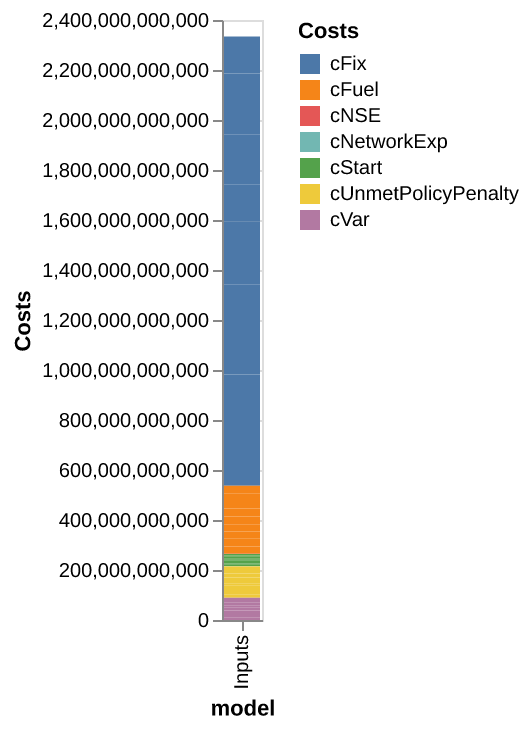 Costs
2,400,000,000,000
2,200,000,000,000
2,000,000,000,000
1,800,000,000,000
1,600,000,000,000
1,400,000,000,000
1,200,000,000,000
1,000,000,000,000
800,000,000,000
600,000,000,000
400,000,000,000
200,000,000,000
0
Inputs
model
Costs
cFix
cFuel
cNSE
cNetworkExp
cStart
cUnmetPolicyPenalty
cVar